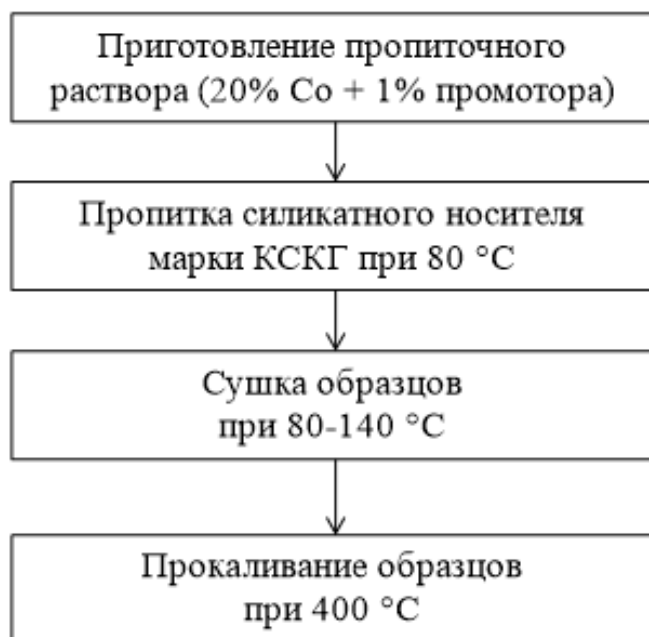 Приготовление пропиточного
раствора (20% Co + 1% промотора)
Пропитка силикатного носителя
марки КСКГ при 80 °C
Сушка образцов
при 80-140 °C
Прокаливание образцов
при 400 °C